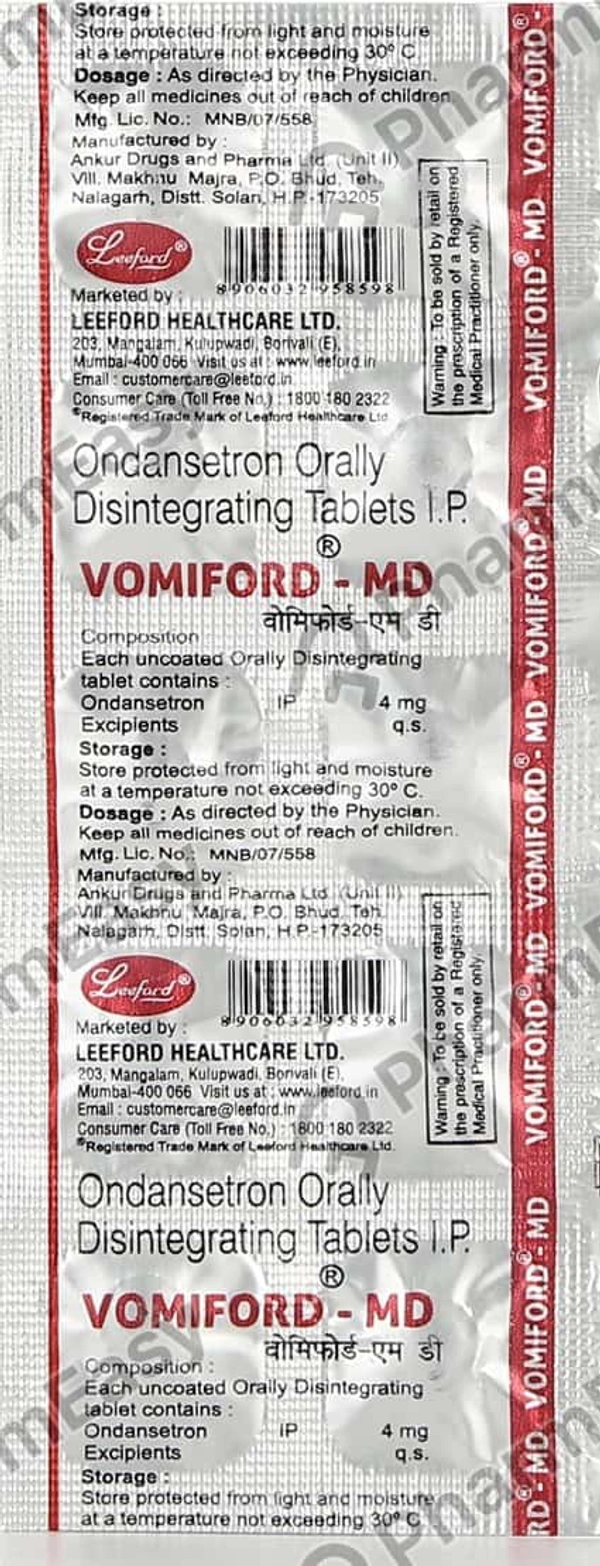 Storage :
Store protected from light and moisture
at a temperature not exceeding 30° C
Dosage : As directed by the Physician.
Keep all medicines out of reach of children.
Mfg. Lic. No.: MNB/07/558
Manufactured by :
Ankur Drugs and Pharma Ltd. (Unit II)
Vill. Makhnu Majra, P.O. Bhud, Teh.
Nalagarh, Distt. Solan, H.P.-173205
Leeford®
8 906032 958598
Marketed by :
LEEFORD HEALTHCARE LTD.
203, Mangalam, Kulupwadi, Borivali (E),
Mumbai-400 066 Visit us at : www.leeford.in
Email : customercare@leeford.in
Consumer Care (Toll Free No.) : 1800 180 2322
®Registered Trade Mark of Leeford Healthcare Ltd.
Warning : To be sold by retail on
the prescription of a Registered
Medical Practitioner only.
Ondansetron Orally
Disintegrating Tablets I.P.
®
VOMIFORD - MD
वोमिफोर्ड-एम डी
Composition
Each uncoated Orally Disintegrating
tablet contains :
Ondansetron IP 4 mg
Excipients q.s.
Storage :
Store protected from light and moisture
at a temperature not exceeding 30° C.
Dosage : As directed by the Physician.
Keep all medicines out of reach of children.
Mfg. Lic. No.: MNB/07/558
Manufactured by :
Ankur Drugs and Pharma Ltd. (Unit II)
Vill. Makhnu Majra, P.O. Bhud, Teh.
Nalagarh, Distt. Solan, H.P.-173205
Leeford®
8 906032 958598
Marketed by :
LEEFORD HEALTHCARE LTD.
203, Mangalam, Kulupwadi, Borivali (E),
Mumbai-400 066 Visit us at : www.leeford.in
Email : customercare@leeford.in
Consumer Care (Toll Free No.) : 1800 180 2322
®Registered Trade Mark of Leeford Healthcare Ltd.
Warning : To be sold by retail on
the prescription of a Registered
Medical Practitioner only.
Ondansetron Orally
Disintegrating Tablets I.P.
®
VOMIFORD - MD
वोमिफोर्ड-एम डी
Composition :
Each uncoated Orally Disintegrating
tablet contains :
Ondansetron IP 4 mg
Excipients q.s.
Storage :
Store protected from light and moisture
at a temperature not exceeding 30° C
RD® - MD VOMIFORD® - MD VOMIFORD® - MD VOMIFORD® - MD VOMIFORD® - MD VOMIFORD® - MD VOMIFORD® -